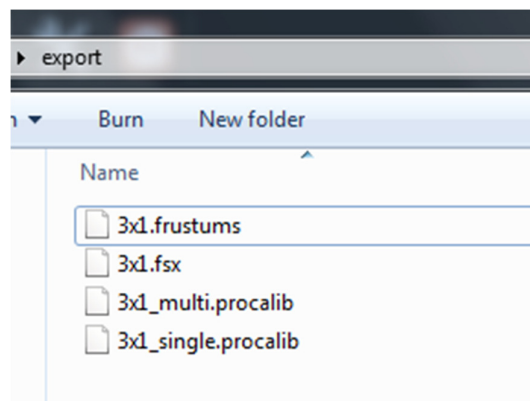 export
Burn New folder
Name
3x1.frustums
3x1.fsx
3x1_multi.procalib
3x1_single.procalib